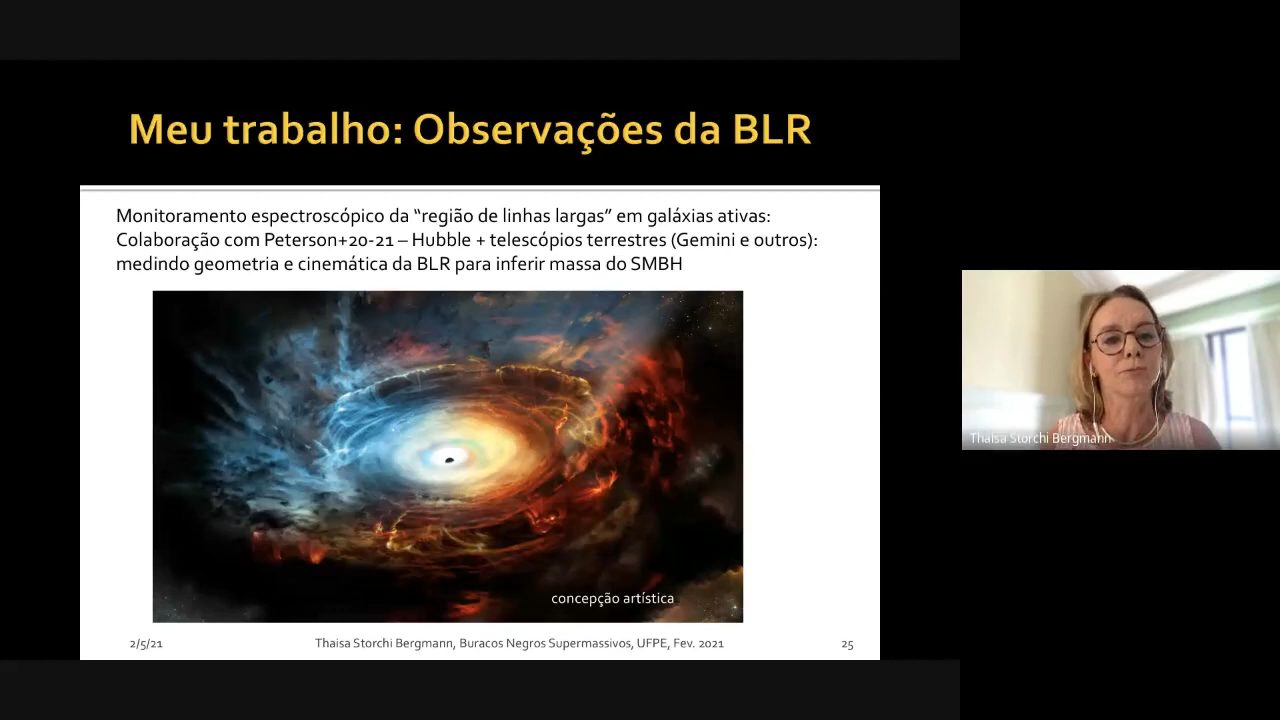 Meu trabalho: Observações da BLR
Monitoramento espectroscópico da “região de linhas largas” em galáxias ativas:
Colaboração com Peterson+20-21 – Hubble + telescópios terrestres (Gemini e outros):
medindo geometria e cinemática da BLR para inferir massa do SMBH
concepção artística
2/5/21
Thaisa Storchi Bergmann, Buracos Negros Supermassivos, UFPE, Fev. 2021
25
Thaisa Storchi Bergmann